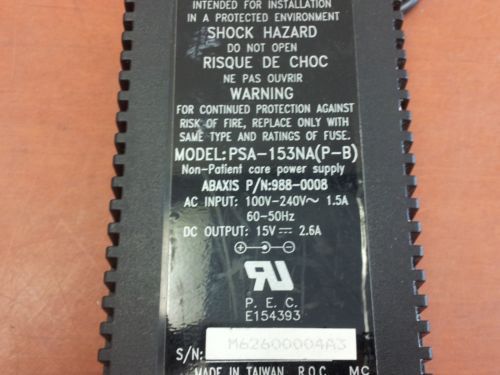 INTENDED FOR INSTALLATION
IN A PROTECTED ENVIRONMENT
SHOCK HAZARD
DO NOT OPEN
RISQUE DE CHOC
NE PAS OUVRIR
WARNING
FOR CONTINUED PROTECTION AGAINST
RISK OF FIRE, REPLACE ONLY WITH
SAME TYPE AND RATINGS OF FUSE.
MODEL:PSA-153NA(P-B)
Non-Patient care power supply
ABAXIS P/N:988-0008
AC INPUT: 100V-240V~ 1.5A
60-50Hz
DC OUTPUT: 15V⎓ 2.6A
RU
P. E. C.
E154393
S/N: M62600004A3
MADE IN TAIWAN R.O.C. MC